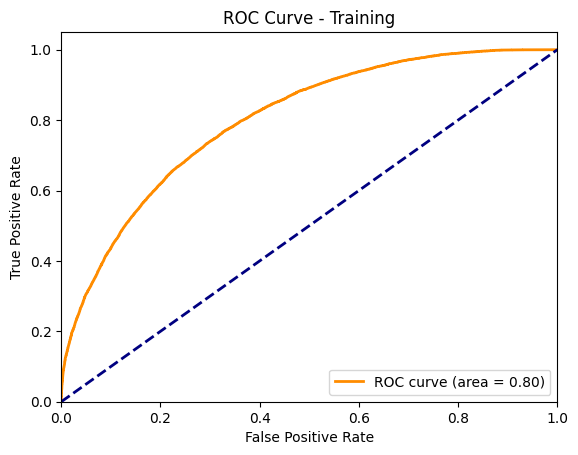 ROC Curve - Training
True Positive Rate
1.0
0.8
0.6
0.4
0.2
0.0
ROC curve (area = 0.80)
0.0 0.2 0.4 0.6 0.8 1.0
False Positive Rate